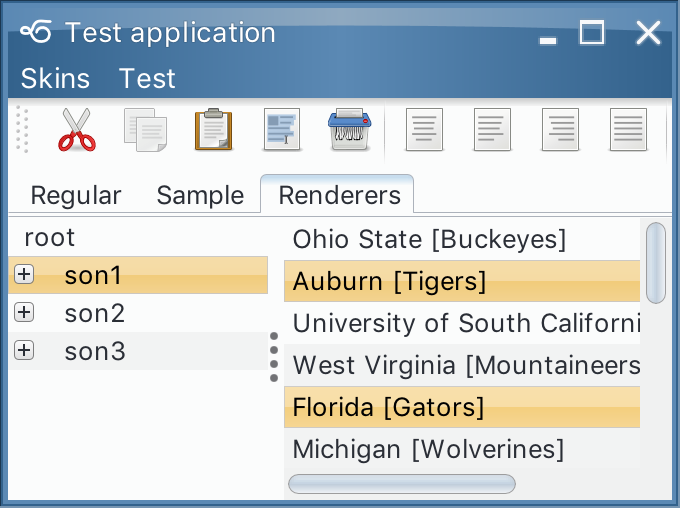 Test application
Skins Test
Regular Sample Renderers
root
son1
son2
son3
Ohio State [Buckeyes]
Auburn [Tigers]
University of South Californi
West Virginia [Mountaineers
Florida [Gators]
Michigan [Wolverines]